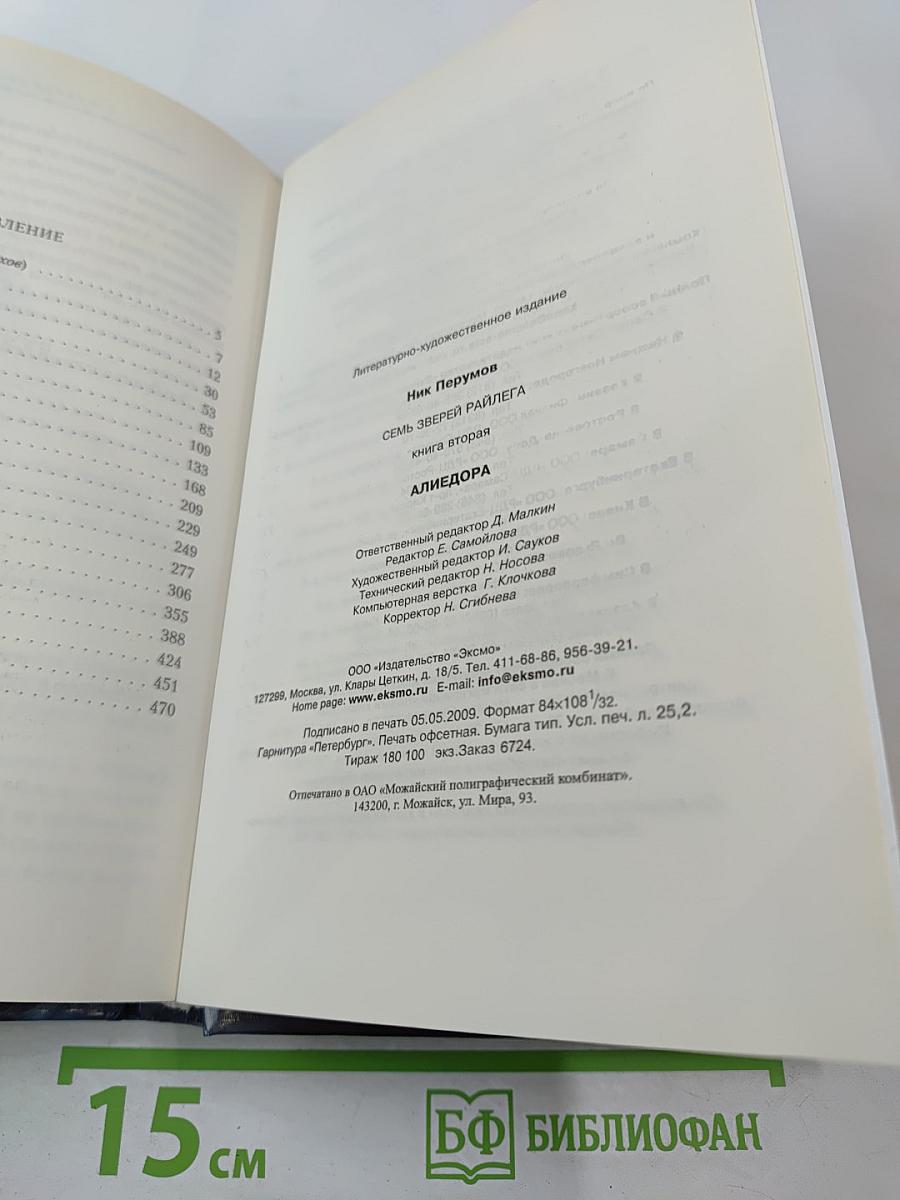 ВЛЕНИЕ
хов) . . . . . . . . . . . . 5
7
12
30
53
85
109
133
168
209
229
249
277
306
355
388
424
451
470
Литературно-художественное издание
Ник Перумов
СЕМЬ ЗВЕРЕЙ РАЙЛЕГА
книга вторая
АЛИЕДОРА
Ответственный редактор Д. Малкин
Редактор Е. Самойлова
Художественный редактор И. Сауков
Технический редактор Н. Носова
Компьютерная верстка Г. Клочкова
Корректор Н. Сгибнева
ООО «Издательство «Эксмо»
127299, Москва, ул. Клары Цеткин, д. 18/5. Тел. 411-68-86, 956-39-21.
Home page: www.eksmo.ru E-mail: info@eksmo.ru
Подписано в печать 05.05.2009. Формат 84×108 1/32.
Гарнитура «Петербург». Печать офсетная. Бумага тип. Усл. печ. л. 25,2.
Тираж 180 100 экз.Заказ 6724.
Отпечатано в ОАО «Можайский полиграфический комбинат».
143200, г. Можайск, ул. Мира, 93.
15 см
БФ БИБЛИОФАН